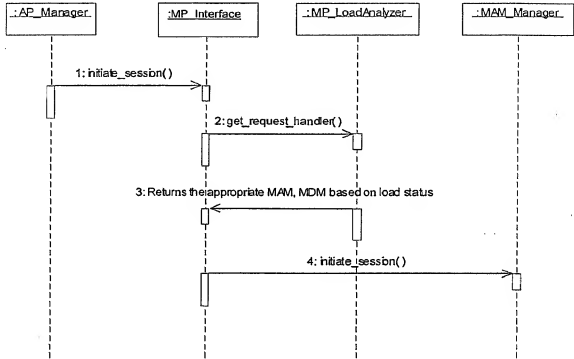 : AP_Manager
:MP_Interface
: MP_LoadAnalyzer
: MAM_Manager
1: initiate_session( )
2: get_request_handler( )
3: Returns the appropriate MAM, MDM based on load status
4: initiate_session( )